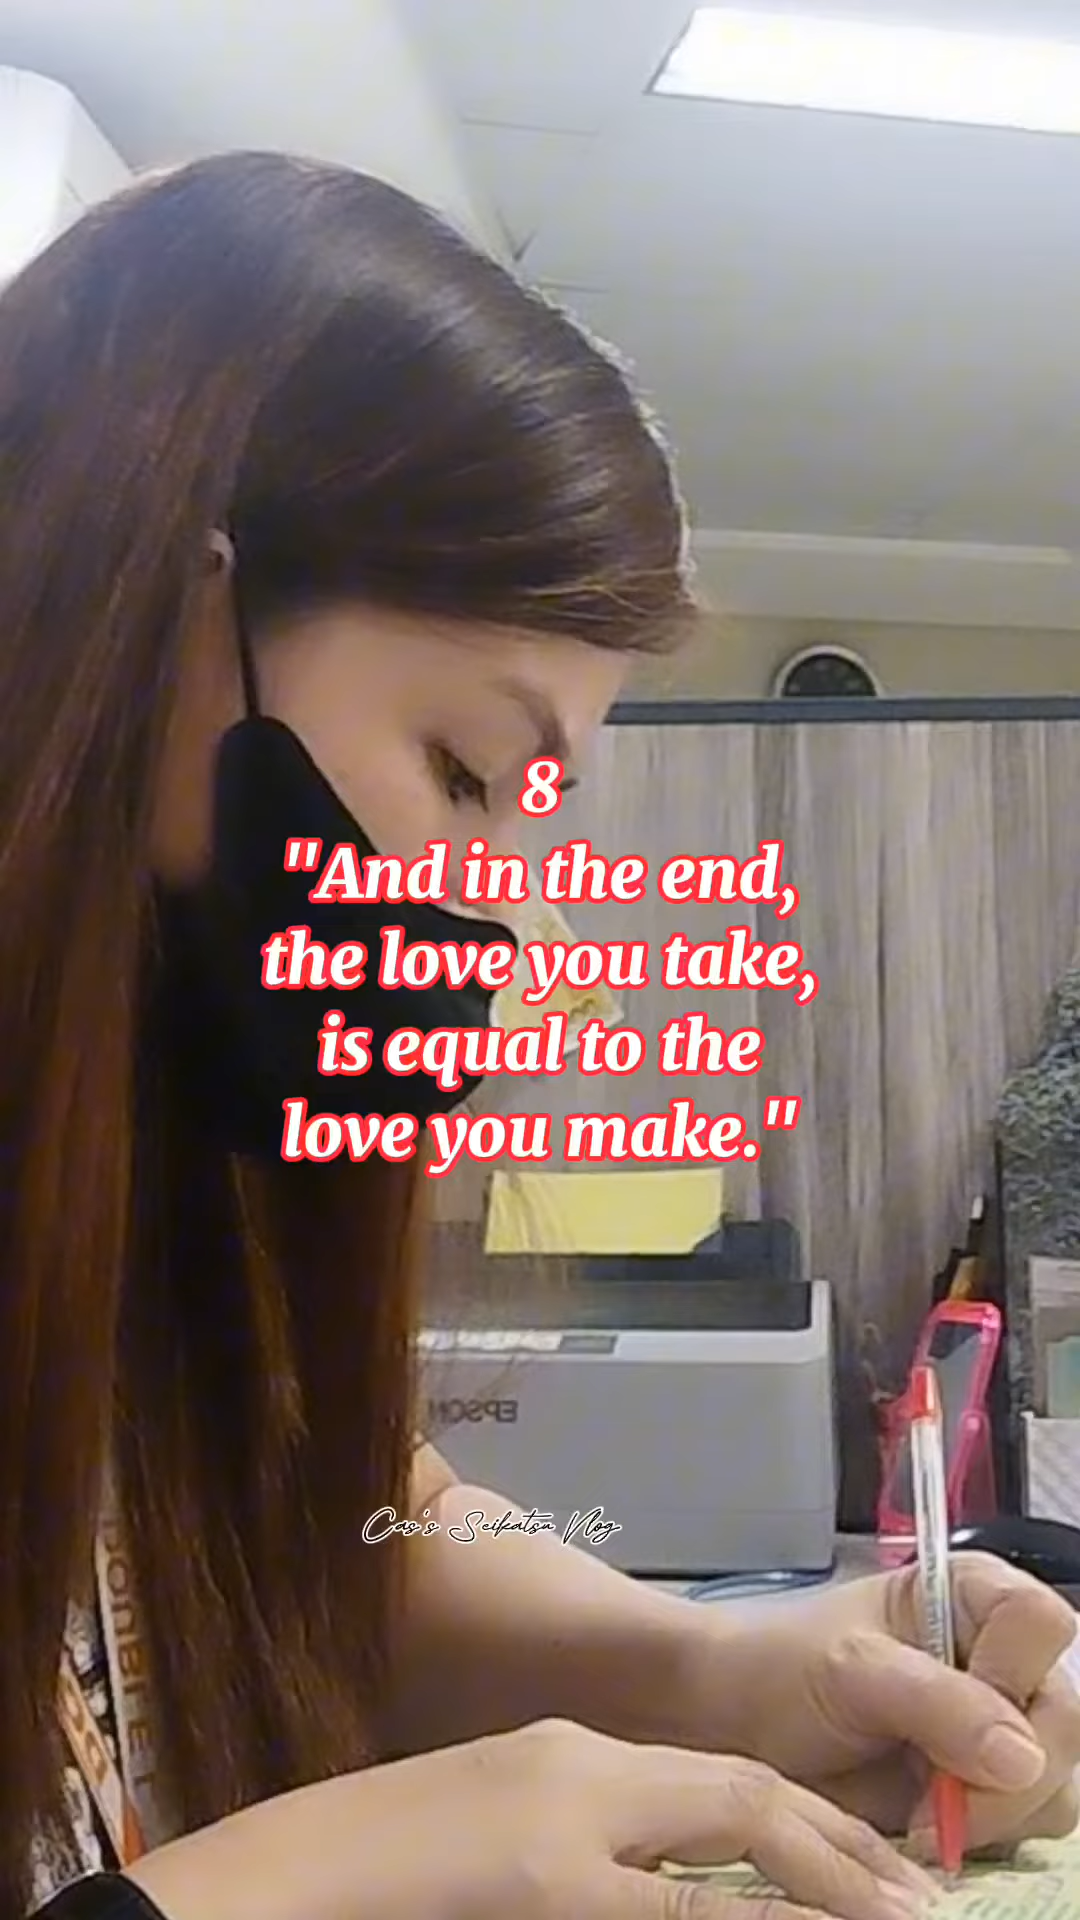 8
"And in the end,
the love you take,
is equal to the
love you make."
EPSON
Cas's Seikatsu Vlog